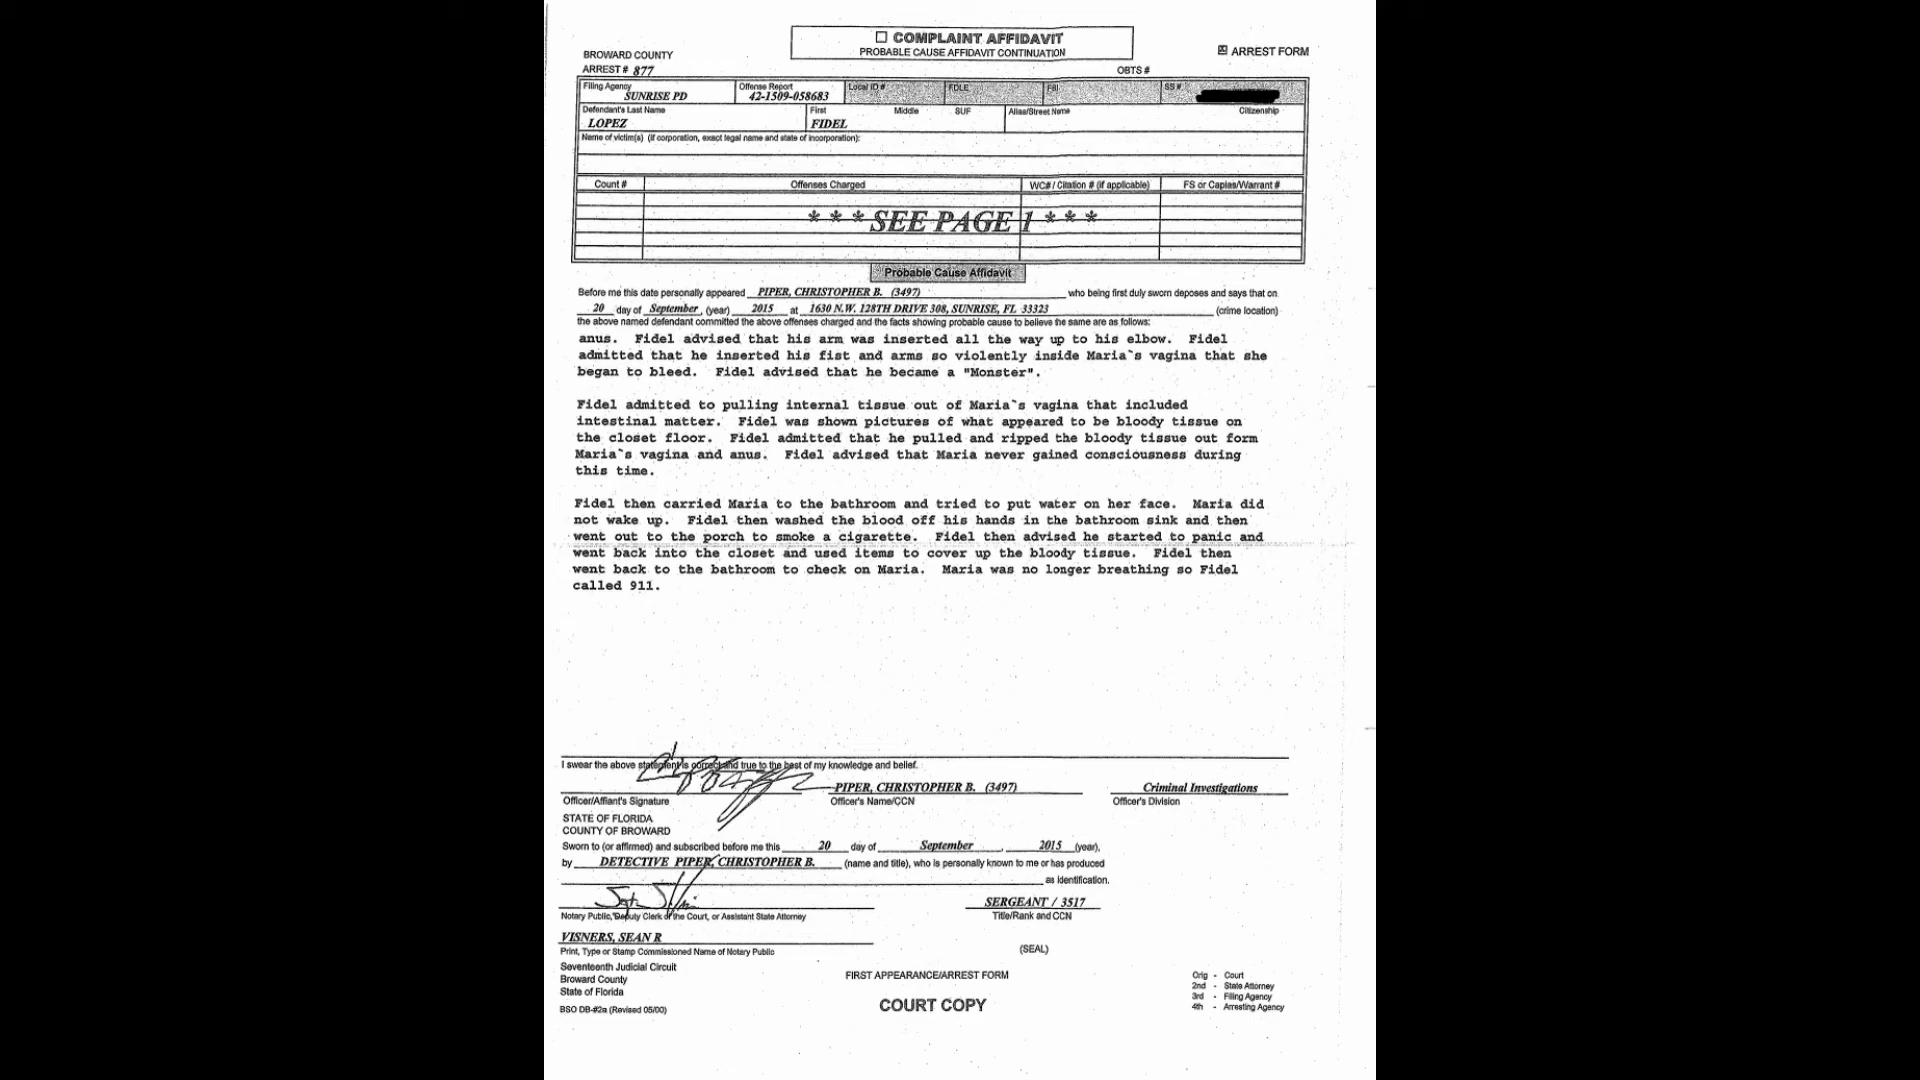 ☐ COMPLAINT AFFIDAVIT
PROBABLE CAUSE AFFIDAVIT CONTINUATION
☒ ARREST FORM
BROWARD COUNTY
ARREST # 877
OBTS #
Filing Agency
SUNRISE PD
Offense Report
42-1509-058683
Local ID #
FDLE
FBI
SS #
Defendant's Last Name
LOPEZ
First
FIDEL
Middle
SUF
Alias/Street Name
Citizenship
Name of victim(s) (if corporation, exact legal name and state of incorporation):
Count #
Offenses Charged
WC# / Citation # (if applicable)
FS or Capias/Warrant #
* * * SEE PAGE 1 * * *
Probable Cause Affidavit
Before me this date personally appeared PIPER, CHRISTOPHER B. (3497) who being first duly sworn deposes and says that on
20 day of September, (year) 2015 at 1630 N.W. 128TH DRIVE 308, SUNRISE, FL 33323 (crime location)
the above named defendant committed the above offenses charged and the facts showing probable cause to believe the same are as follows:
anus. Fidel advised that his arm was inserted all the way up to his elbow. Fidel
admitted that he inserted his fist and arms so violently inside Maria`s vagina that she
began to bleed. Fidel advised that he became a "Monster".
Fidel admitted to pulling internal tissue out of Maria`s vagina that included
intestinal matter. Fidel was shown pictures of what appeared to be bloody tissue on
the closet floor. Fidel admitted that he pulled and ripped the bloody tissue out form
Maria`s vagina and anus. Fidel advised that Maria never gained consciousness during
this time.
Fidel then carried Maria to the bathroom and tried to put water on her face. Maria did
not wake up. Fidel then washed the blood off his hands in the bathroom sink and then
went out to the porch to smoke a cigarette. Fidel then advised he started to panic and
went back into the closet and used items to cover up the bloody tissue. Fidel then
went back to the bathroom to check on Maria. Maria was no longer breathing so Fidel
called 911.
I swear the above statement is correct and true to the best of my knowledge and belief.
PIPER, CHRISTOPHER B. (3497)
Criminal Investigations
Officer/Affiant's Signature
Officer's Name/CCN
Officer's Division
STATE OF FLORIDA
COUNTY OF BROWARD
Sworn to (or affirmed) and subscribed before me this 20 day of September, 2015 (year),
by DETECTIVE PIPER, CHRISTOPHER B. (name and title), who is personally known to me or has produced
as identification.
SERGEANT / 3517
Notary Public, Deputy Clerk of the Court, or Assistant State Attorney
Title/Rank and CCN
VISNERS, SEAN R
Print, Type or Stamp Commissioned Name of Notary Public
(SEAL)
Seventeenth Judicial Circuit
Broward County
State of Florida
BSO DB-#2a (Revised 05/00)
FIRST APPEARANCE/ARREST FORM
COURT COPY
Orig - Court
2nd - State Attorney
3rd - Filing Agency
4th - Arresting Agency